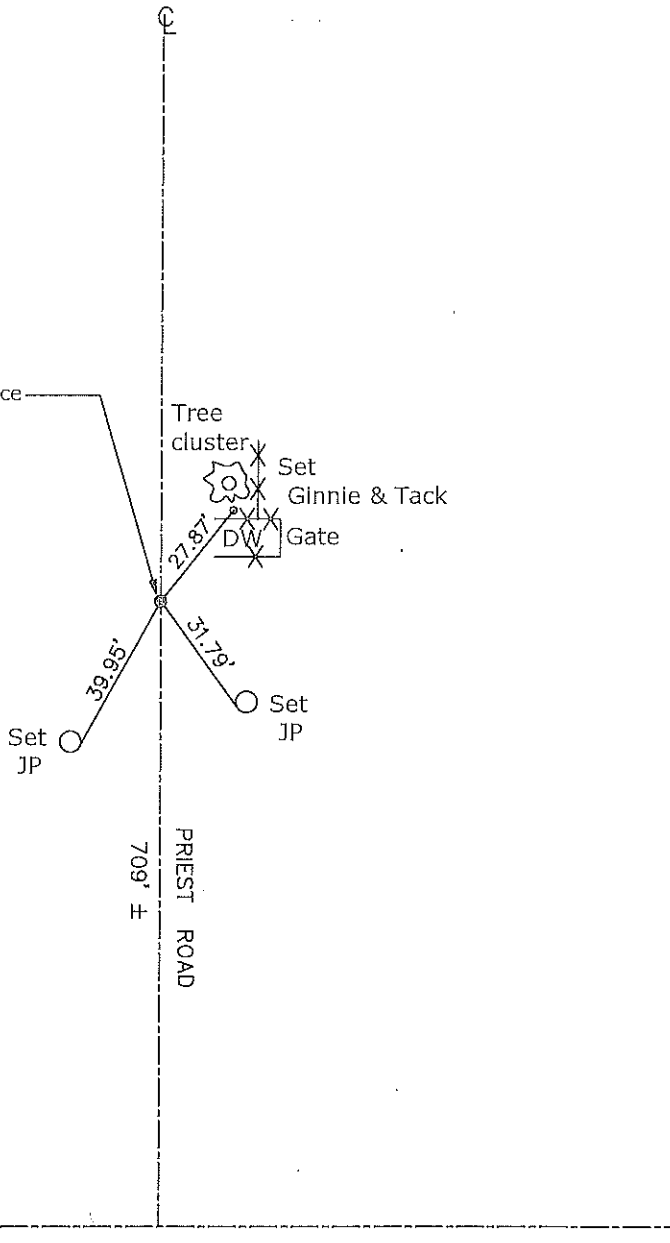 ℄
ce
Tree
cluster
Set
Ginnie & Tack
DW
Gate
27.87'
31.79'
39.95'
Set
JP
Set
JP
PRIEST ROAD
709' ±